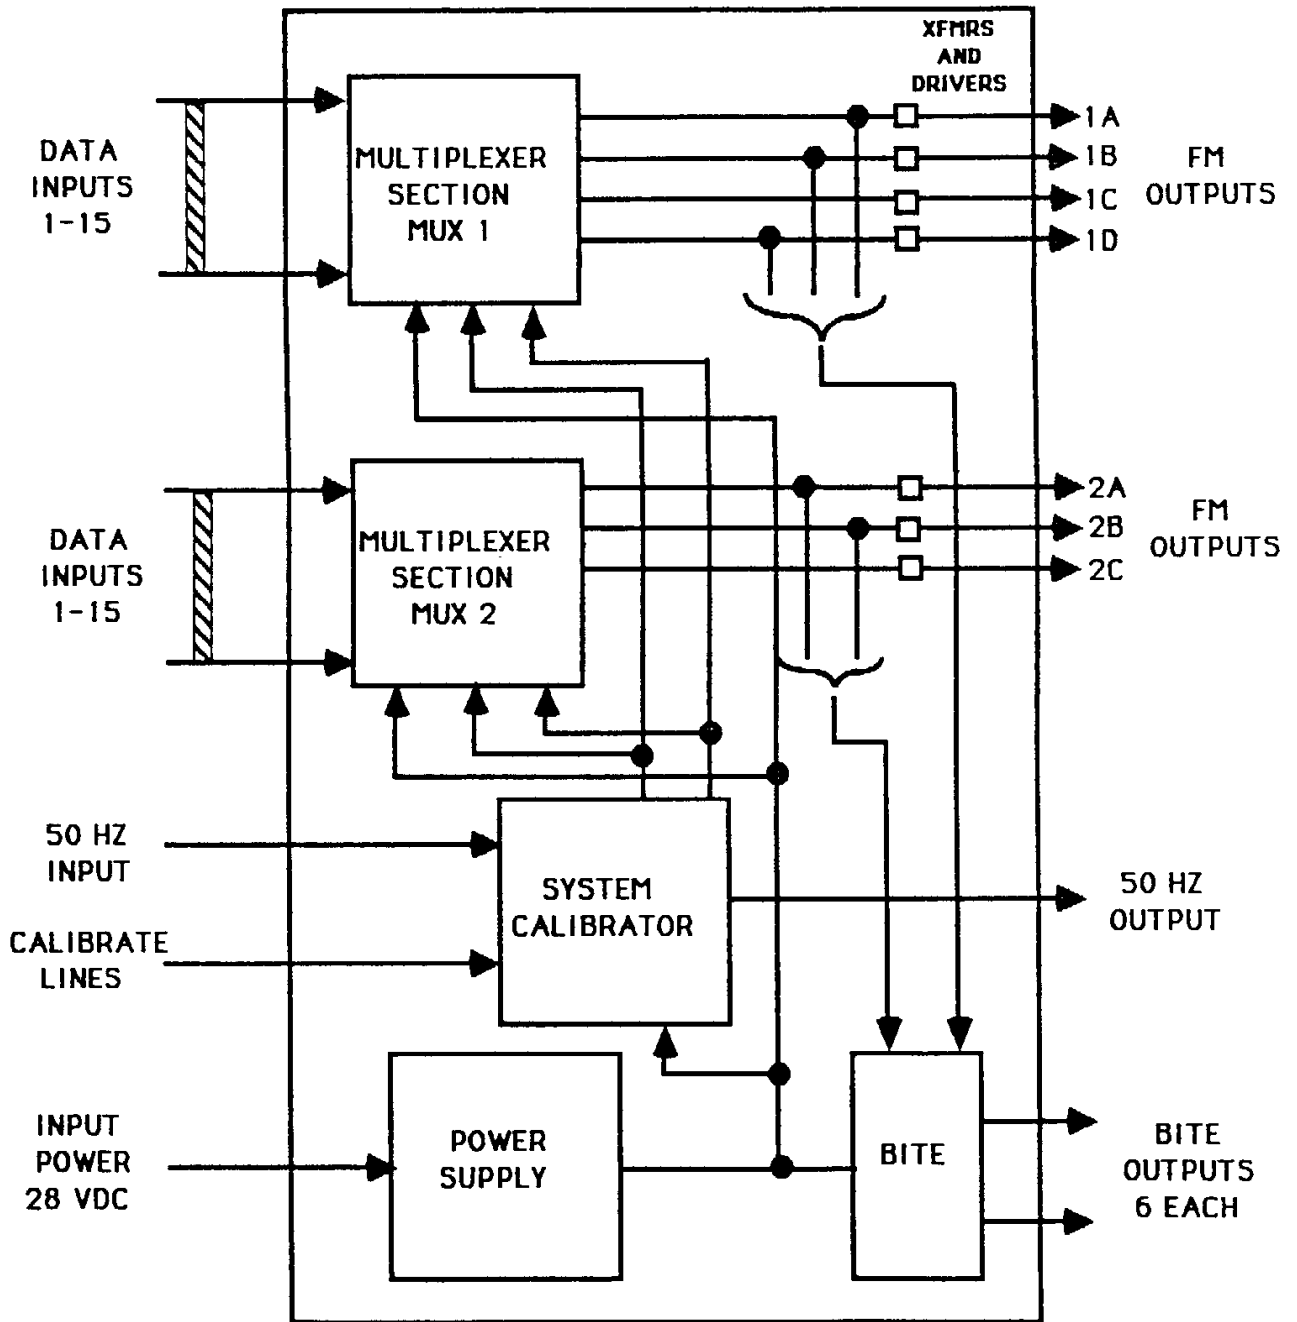 XFMRS
AND
DRIVERS
DATA
INPUTS
1-15
MULTIPLEXER
SECTION
MUX 1
1A
1B
1C
1D
FM
OUTPUTS
DATA
INPUTS
1-15
MULTIPLEXER
SECTION
MUX 2
2A
2B
2C
FM
OUTPUTS
50 HZ
INPUT
CALIBRATE
LINES
SYSTEM
CALIBRATOR
50 HZ
OUTPUT
INPUT
POWER
28 VDC
POWER
SUPPLY
BITE
BITE
OUTPUTS
6 EACH